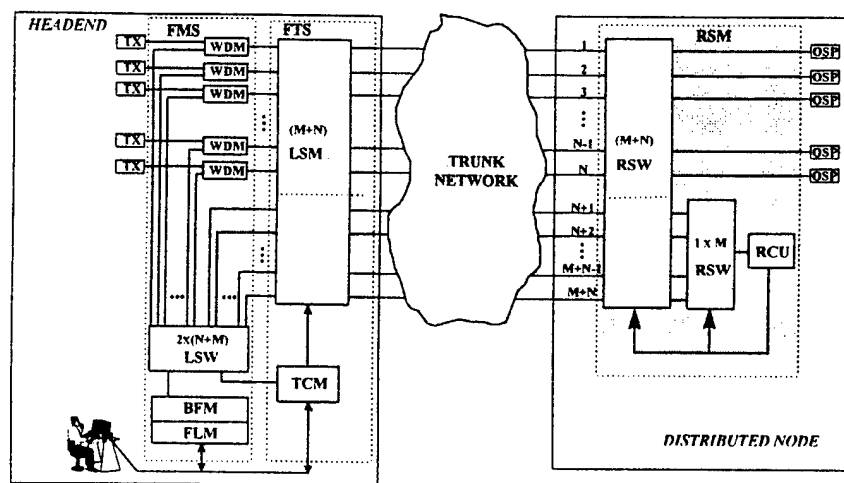 HEADEND
FMS
FTS
TX
WDM
TX
WDM
TX
WDM
TX
WDM
TX
WDM
(M+N)
LSM
2x(N+M)
LSW
BFM
FLM
TCM
TRUNK
NETWORK
1
2
3
N-1
N
N+1
N+2
M+N-1
M+N
RSM
(M+N)
RSW
1 x M
RSW
RCU
OSP
OSP
OSP
OSP
OSP
DISTRIBUTED NODE